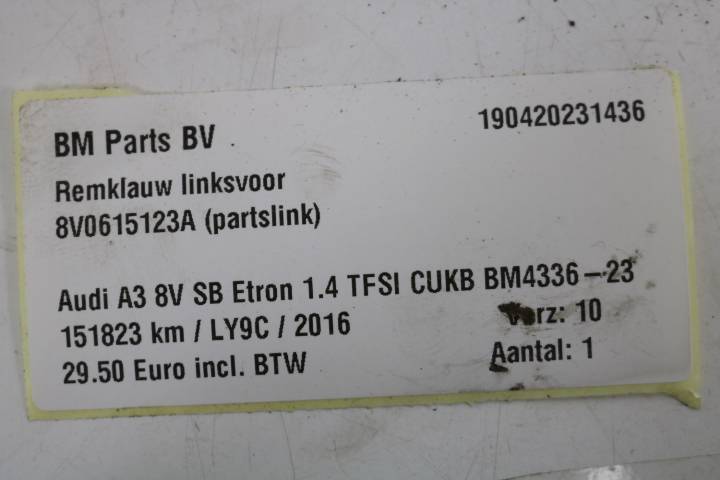 BM Parts BV 190420231436
Remklauw linksvoor
8V0615123A (partslink)
Audi A3 8V SB Etron 1.4 TFSI CUKB BM4336-23
151823 km / LY9C / 2016 Verz: 10
29.50 Euro incl. BTW Aantal: 1